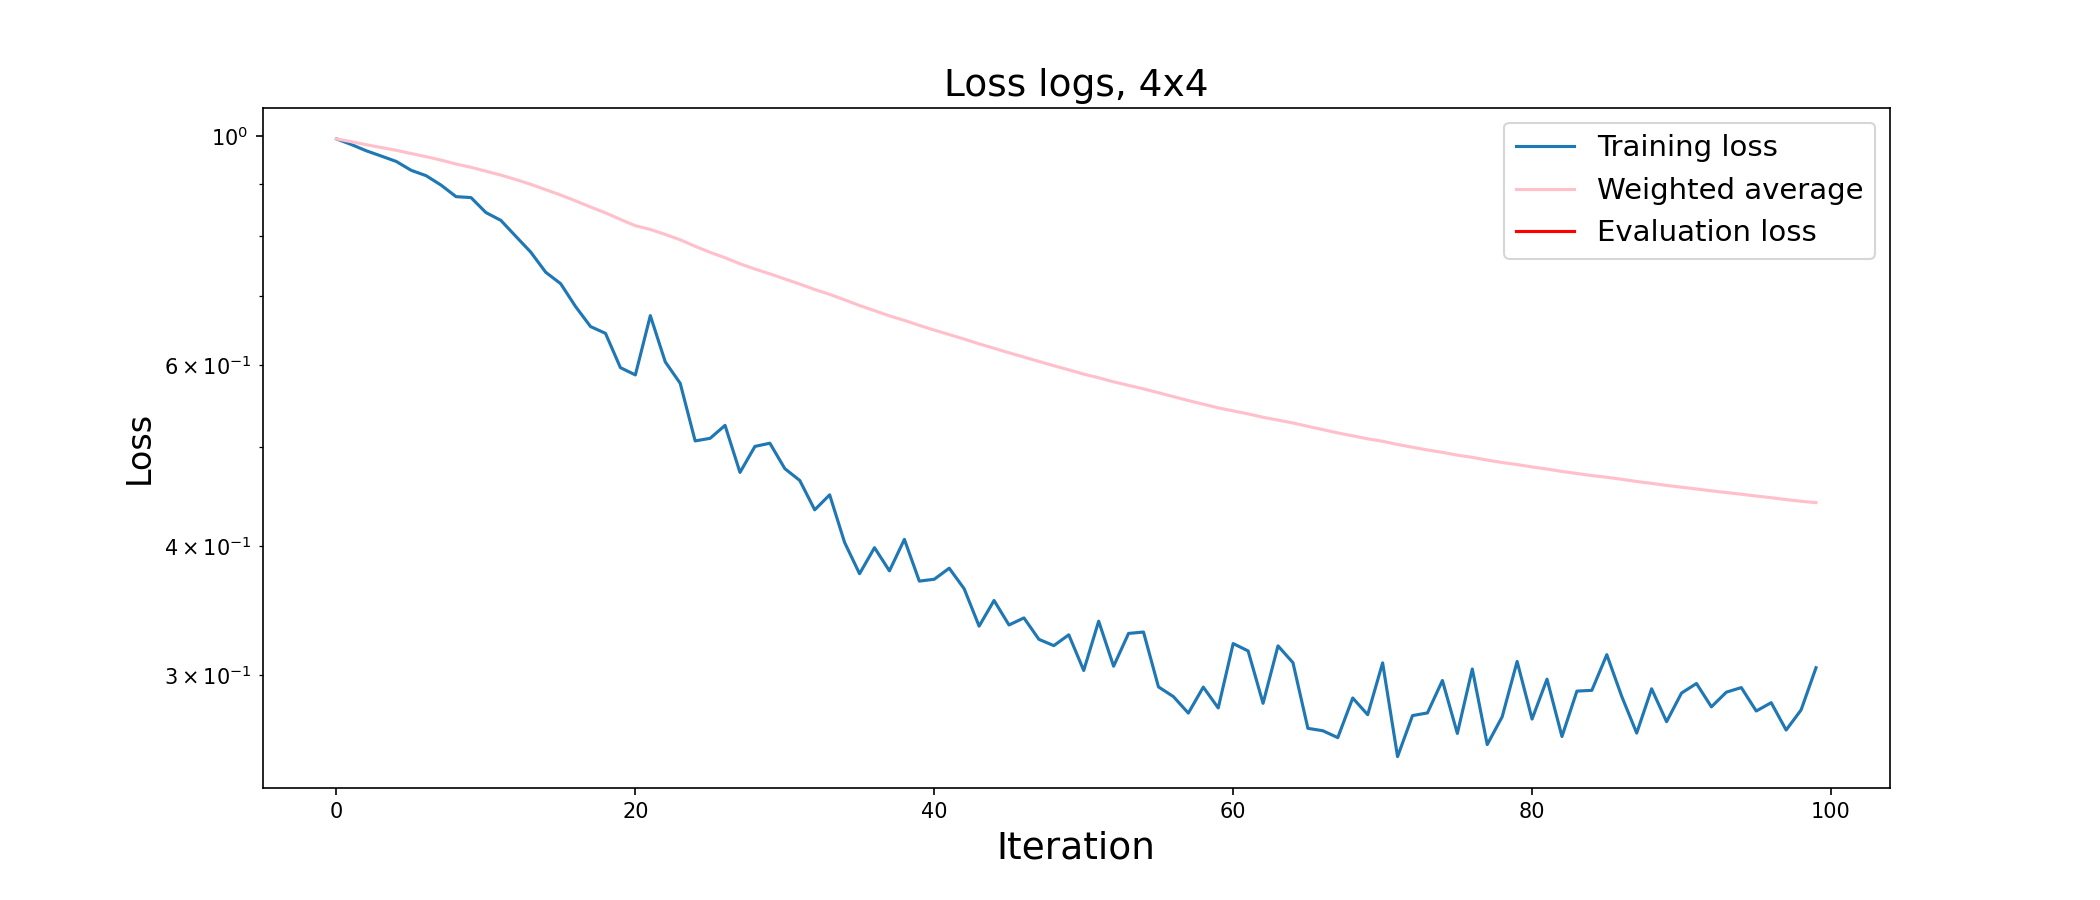 Loss logs, 4x4
10⁰
6 × 10⁻¹
4 × 10⁻¹
3 × 10⁻¹
Loss
Training loss
Weighted average
Evaluation loss
0 20 40 60 80 100
Iteration